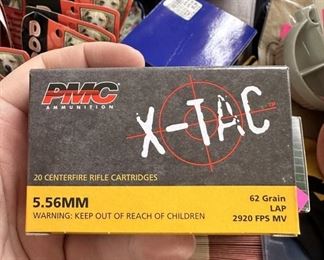 PMC
AMMUNITION
X-TAC
20 CENTERFIRE RIFLE CARTRIDGES
5.56MM
62 Grain
LAP
WARNING: KEEP OUT OF REACH OF CHILDREN
2920 FPS MV